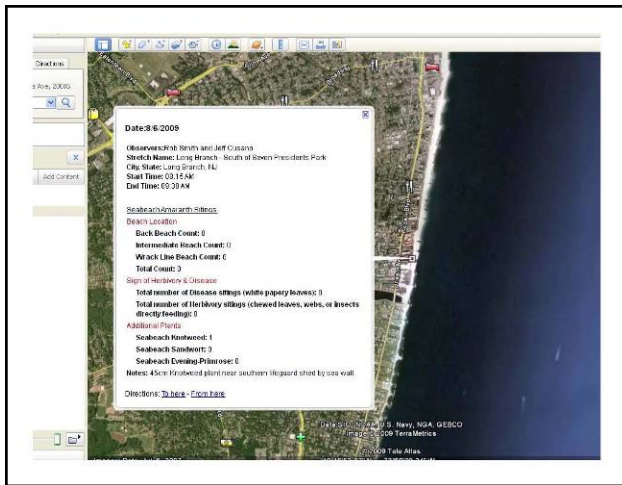 Directions
Ave, 20005
Add Content
Date:8/6/2009
Observers:Rob Smith and Jeff Cusano
Stretch Name: Long Branch - South of Seven Presidents Park
City, State: Long Branch, NJ
Start Time: 08:15 AM
End Time: 09:30 AM
Seabeach Amaranth Sitings
Beach Location
Back Beach Count: 0
Intermediate Beach Count: 0
Wrack Line Beach Count: 0
Total Count: 0
Sign of Herbivory & Disease
Total number of Disease sitings (white papery leaves): 0
Total number of Herbivory sitings (chewed leaves, webs, or insects
directly feeding): 0
Additional Plants
Seabeach Knotweed: 1
Seabeach Sandwort: 0
Seabeach Evening-Primrose: 0
Notes: 45cm Knotweed plant near southern lifeguard shed by sea wall.
Directions: To here - From here
U.S. Navy, NGA, GEBCO
Image © 2009 TerraMetrics
© 2009 Tele Atlas